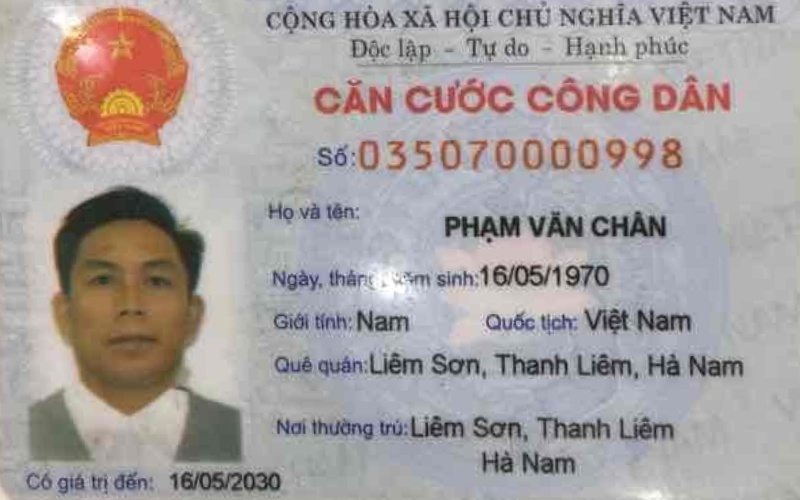 CỘNG HÒA XÃ HỘI CHỦ NGHĨA VIỆT NAM
Độc lập - Tự do - Hạnh phúc
CĂN CƯỚC CÔNG DÂN
Số: 035070000998
Họ và tên: PHẠM VĂN CHÂN
Ngày, tháng, năm sinh: 16/05/1970
Giới tính: Nam Quốc tịch: Việt Nam
Quê quán: Liêm Sơn, Thanh Liêm, Hà Nam
Nơi thường trú: Liêm Sơn, Thanh Liêm
Hà Nam
Có giá trị đến: 16/05/2030